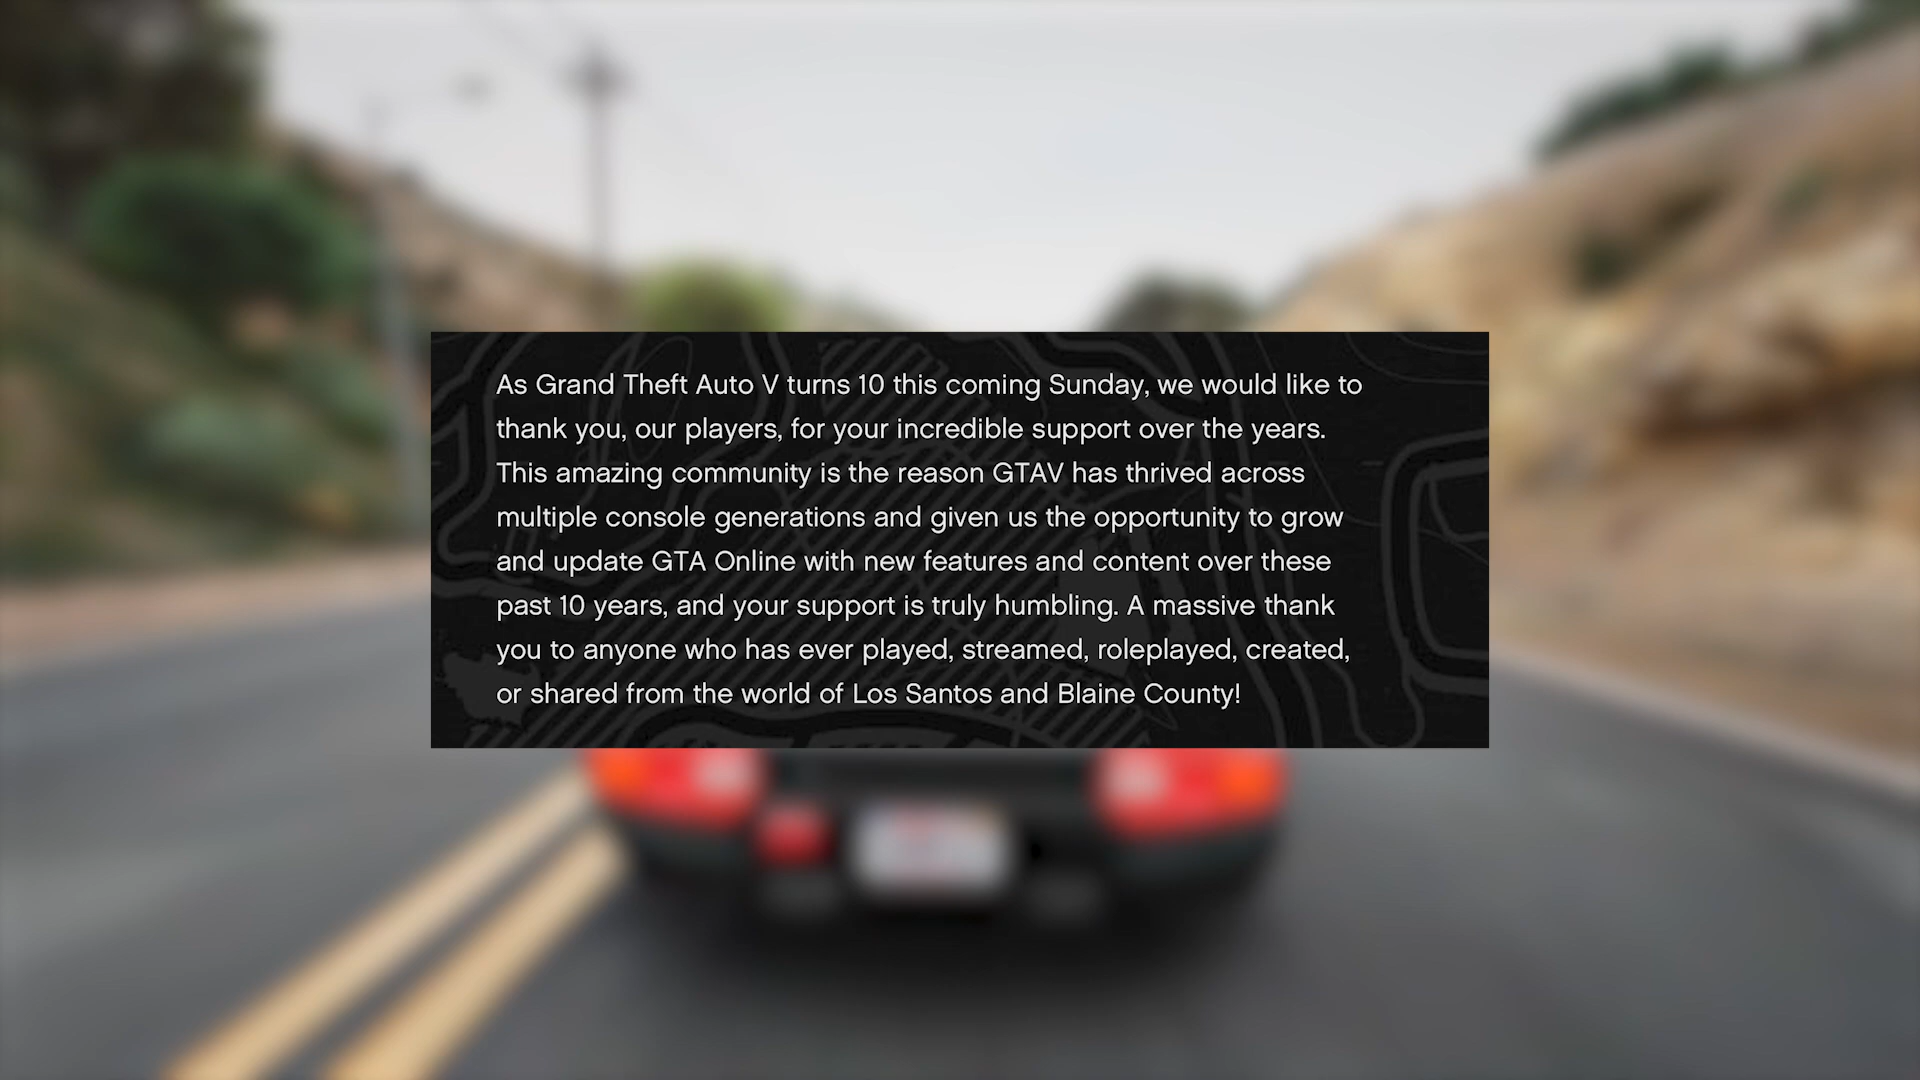 As Grand Theft Auto V turns 10 this coming Sunday, we would like to
thank you, our players, for your incredible support over the years.
This amazing community is the reason GTAV has thrived across
multiple console generations and given us the opportunity to grow
and update GTA Online with new features and content over these
past 10 years, and your support is truly humbling. A massive thank
you to anyone who has ever played, streamed, roleplayed, created,
or shared from the world of Los Santos and Blaine County!